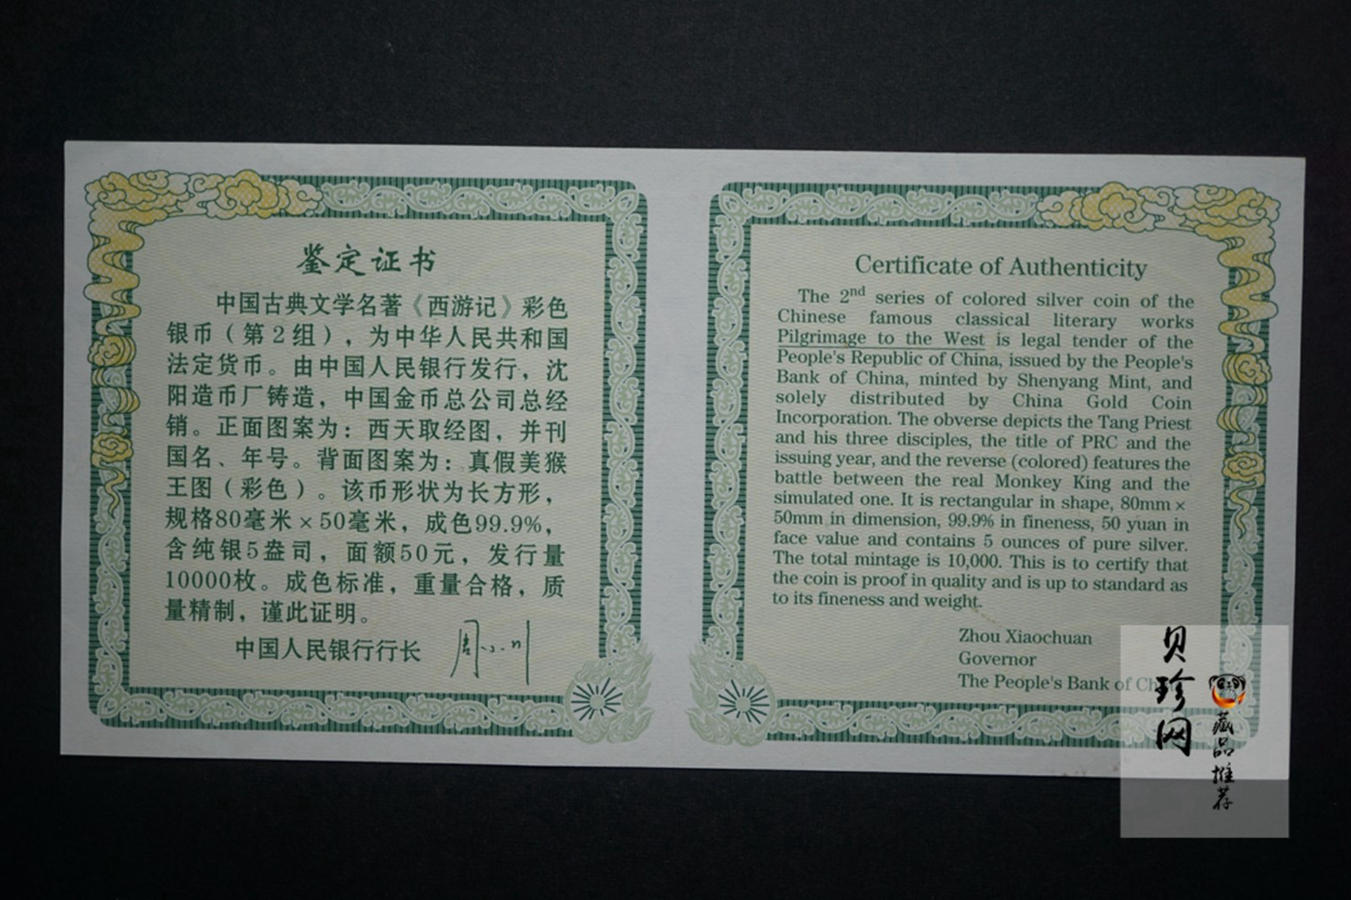 鉴定证书
中国古典文学名著《西游记》彩色
银币（第2组），为中华人民共和国
法定货币。由中国人民银行发行，沈
阳造币厂铸造，中国金币总公司总经
销。正面图案为：西天取经图，并刊
国名、年号。背面图案为：真假美猴
王图（彩色）。该币形状为长方形，
规格80毫米×50毫米，成色99.9%，
含纯银5盎司，面额50元，发行量
10000枚。成色标准，重量合格，质
量精制，谨此证明。
中国人民银行行长 周小川
Certificate of Authenticity
The 2nd series of colored silver coin of the
Chinese famous classical literary works
Pilgrimage to the West is legal tender of the
People's Republic of China, issued by the People's
Bank of China, minted by Shenyang Mint, and
solely distributed by China Gold Coin
Incorporation. The obverse depicts the Tang Priest
and his three disciples, the title of PRC and the
issuing year, and the reverse (colored) features the
battle between the real Monkey King and the
simulated one. It is rectangular in shape, 80mm×
50mm in dimension, 99.9% in fineness, 50 yuan in
face value and contains 5 ounces of pure silver.
The total mintage is 10,000. This is to certify that
the coin is proof in quality and is up to standard as
to its fineness and weight.
Zhou Xiaochuan
Governor
The People's Bank of Ch
贝珍网
藏品推荐